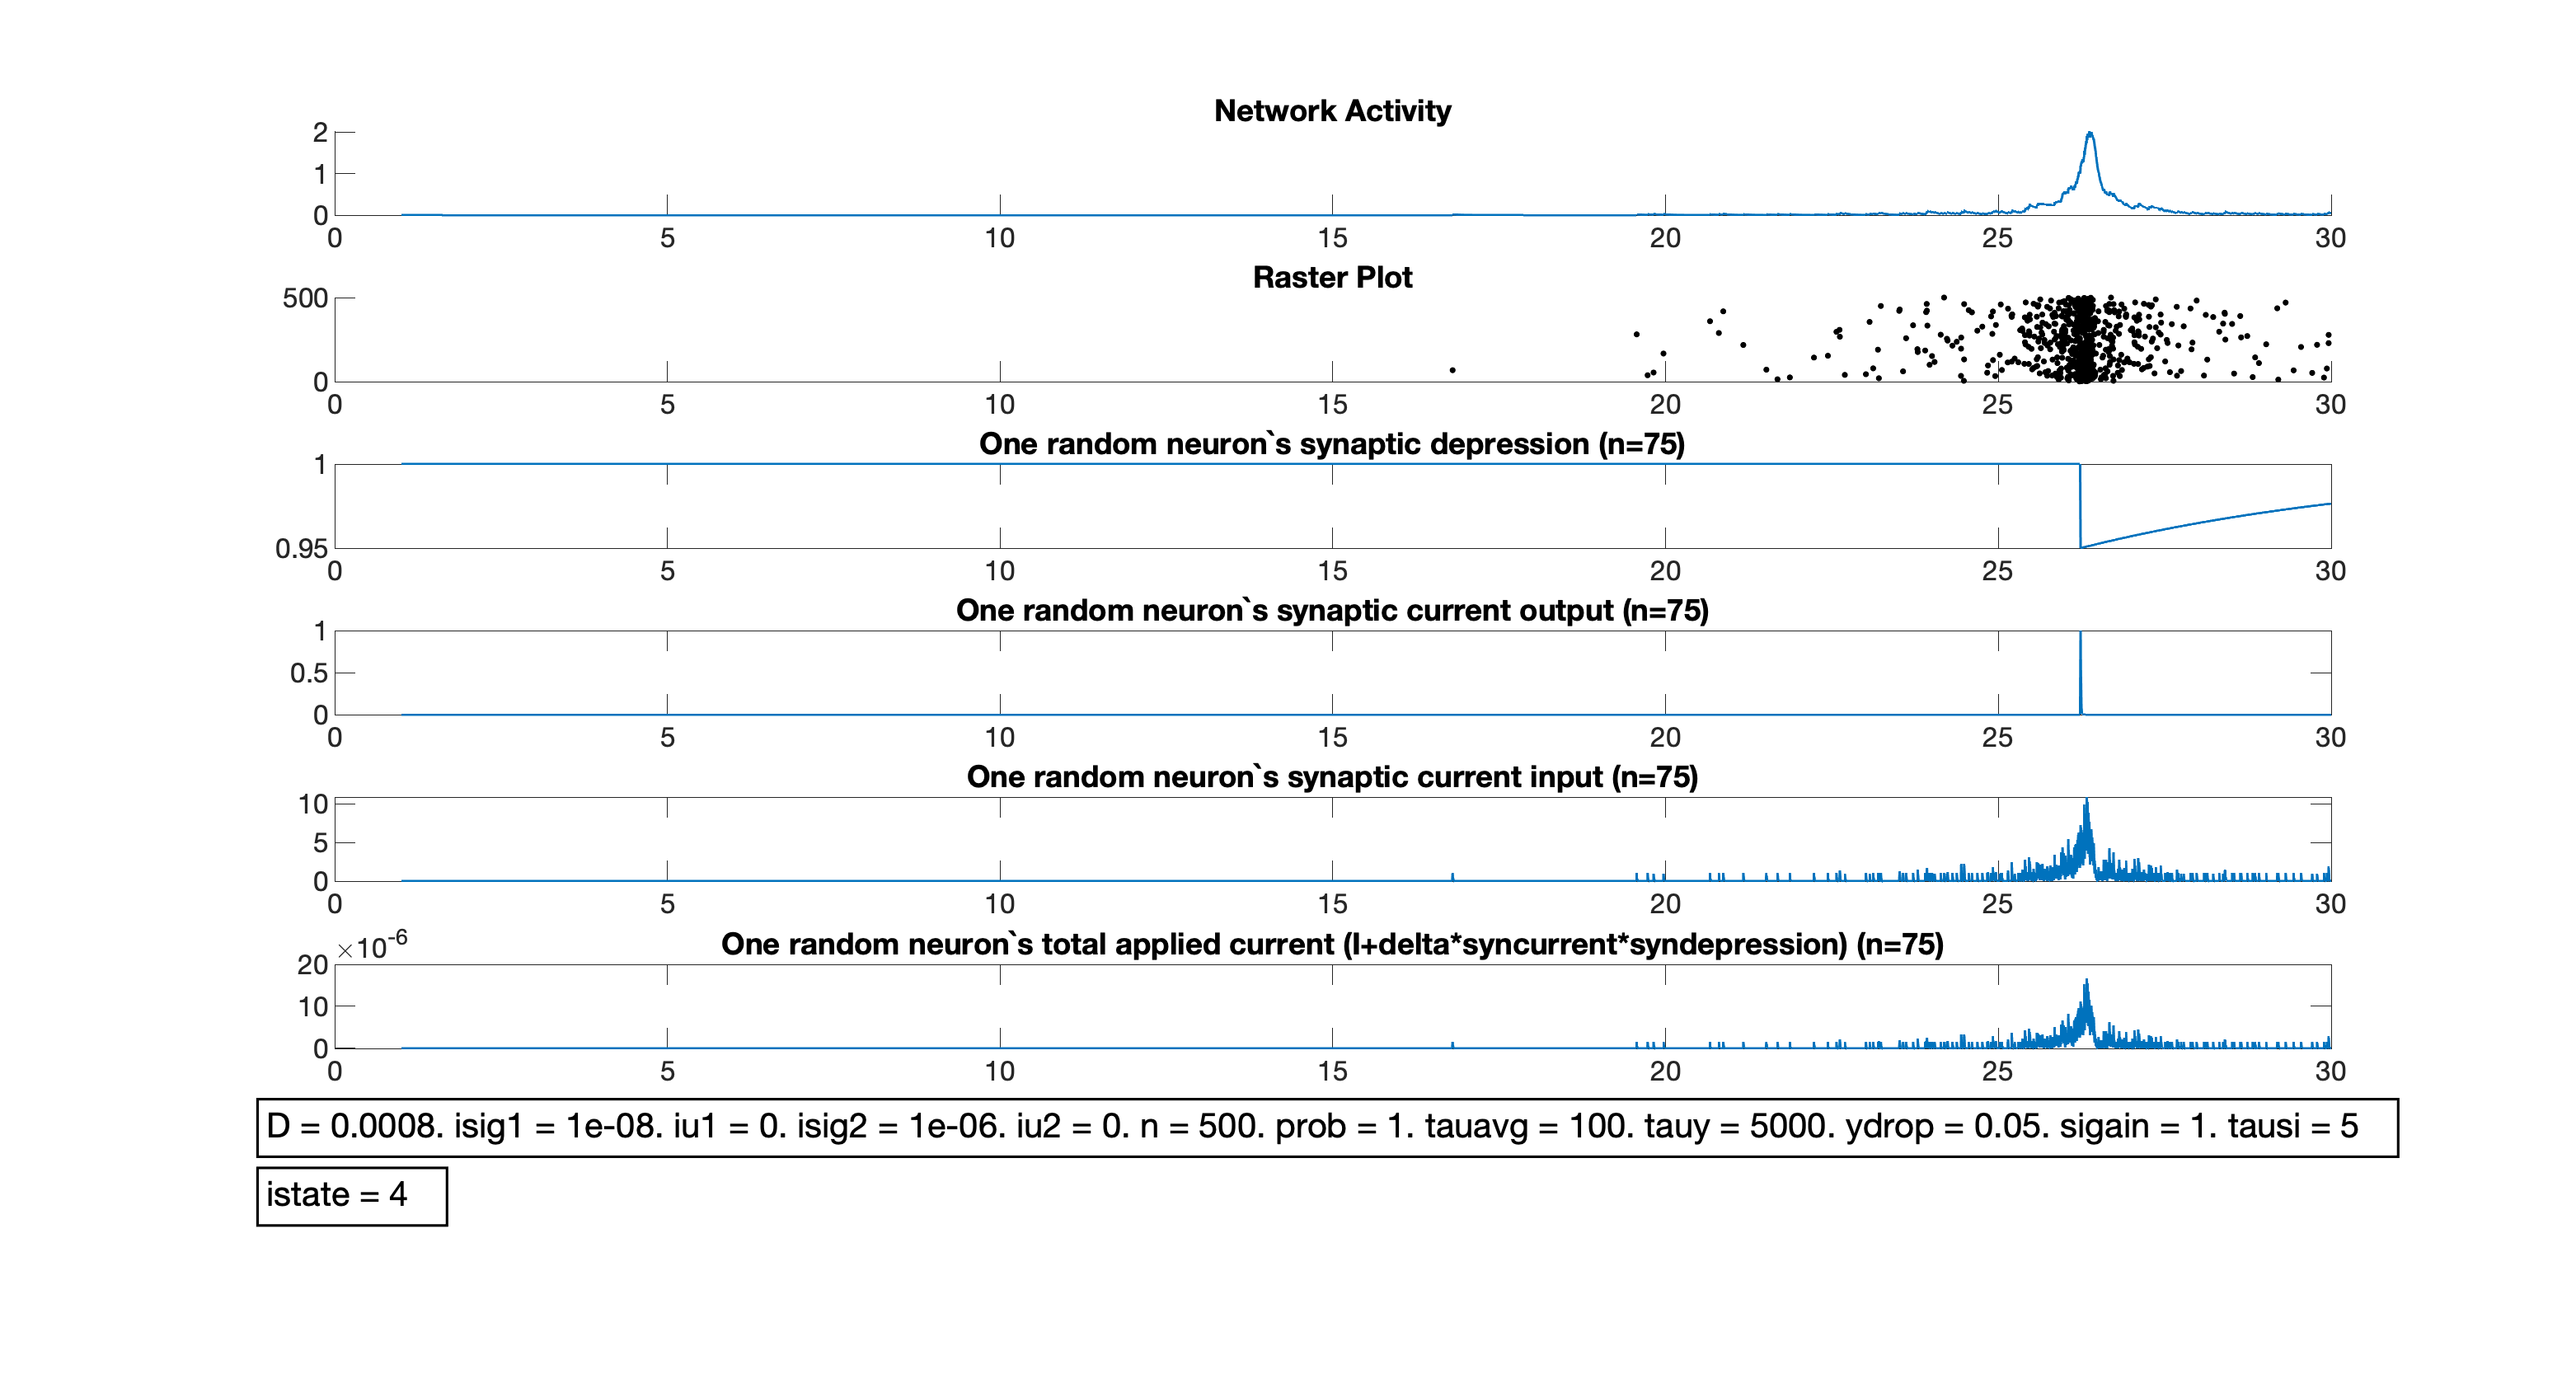 Network Activity
2
1
0
0 5 10 15 20 25 30
Raster Plot
500
0
0 5 10 15 20 25 30
One random neuron`s synaptic depression (n=75)
1
0.95
0 5 10 15 20 25 30
One random neuron`s synaptic current output (n=75)
1
0.5
0
0 5 10 15 20 25 30
One random neuron`s synaptic current input (n=75)
10
5
0
0 5 10 15 20 25 30
One random neuron`s total applied current (I+delta*syncurrent*syndepression) (n=75)
×10-6
20
10
0
0 5 10 15 20 25 30
D = 0.0008. isig1 = 1e-08. iu1 = 0. isig2 = 1e-06. iu2 = 0. n = 500. prob = 1. tauavg = 100. tauy = 5000. ydrop = 0.05. sigain = 1. tausi = 5
istate = 4